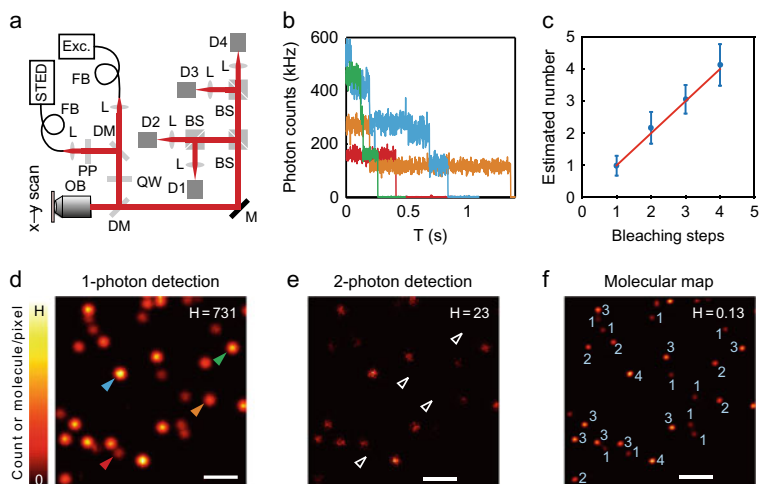 a
STED
Exc.
FB
FB
L
L
DM
PP
QW
OB
x–y scan
DM
M
D4
L
D3
L
BS
D2
L
BS
BS
L
D1
b
Photon counts (kHz)
600
400
200
0
0
0.5
1
T (s)
c
Estimated number
5
4
3
2
1
0
0
1
2
3
4
5
Bleaching steps
d
1-photon detection
H = 731
Count or molecule/pixel
H
0
e
2-photon detection
H = 23
f
Molecular map
H = 0.13
3
1
1
1
2
2
3
3
4
1
1
2
3
3
3
1
3
1
1
2
4